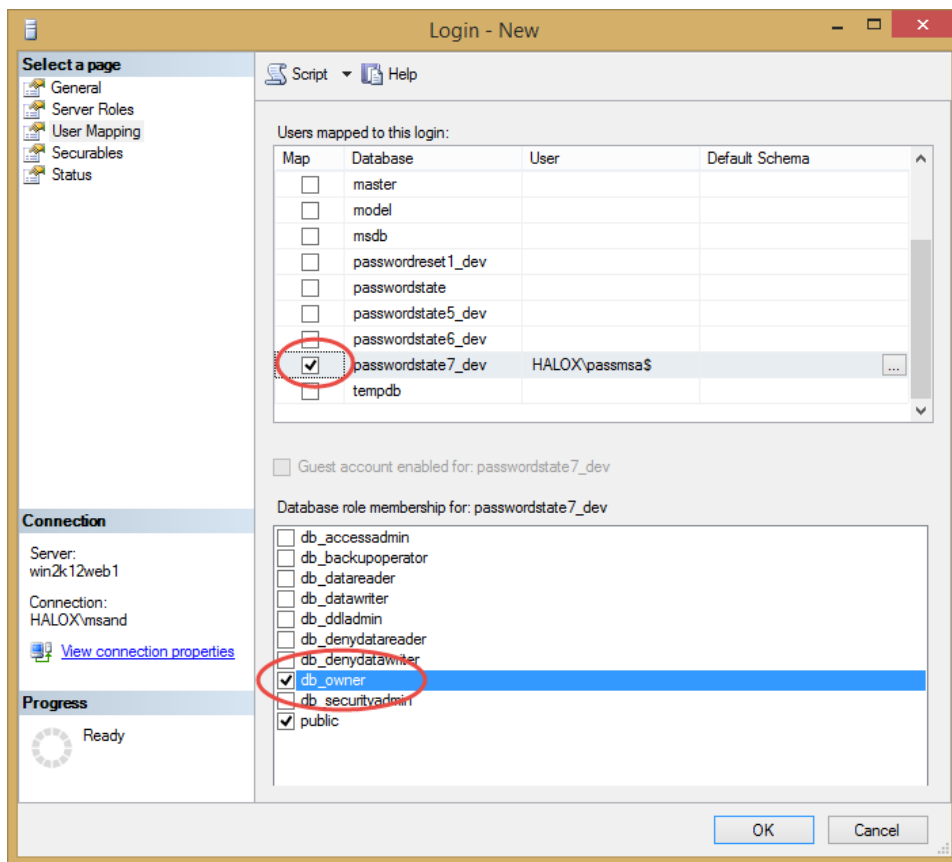 Login - New
Select a page
General
Server Roles
User Mapping
Securables
Status
Script Help
Users mapped to this login:
Map Database User Default Schema
master
model
msdb
passwordreset1_dev
passwordstate
passwordstate5_dev
passwordstate6_dev
passwordstate7_dev HALOX\passmsa$ ...
tempdb
Guest account enabled for: passwordstate7_dev
Database role membership for: passwordstate7_dev
db_accessadmin
db_backupoperator
db_datareader
db_datawriter
db_ddladmin
db_denydatareader
db_denydatawriter
db_owner
db_securityadmin
public
Connection
Server:
win2k12web1
Connection:
HALOX\msand
View connection properties
Progress
Ready
OK Cancel